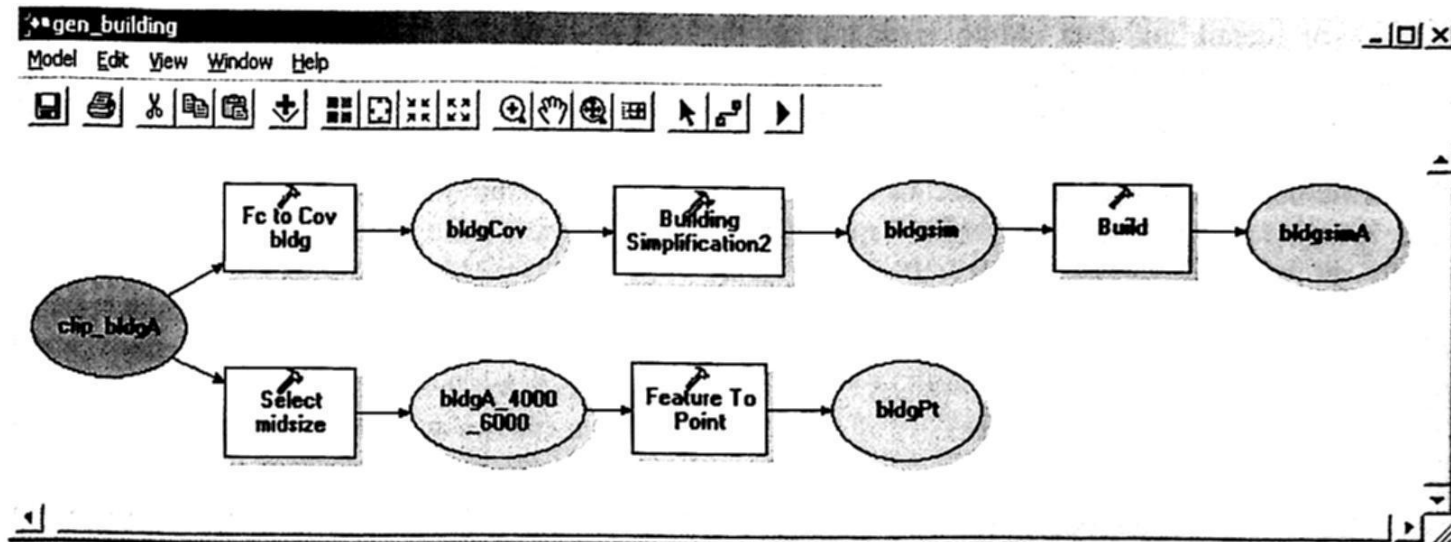 gen_building
Model Edit View Window Help
Fc to Cov
bldg
bldgCov
Building
Simplification2
bldgsim
Build
bldgsimA
clip_bldgA
Select
midsize
bldgA_4000
_6000
Feature To
Point
bldgPt